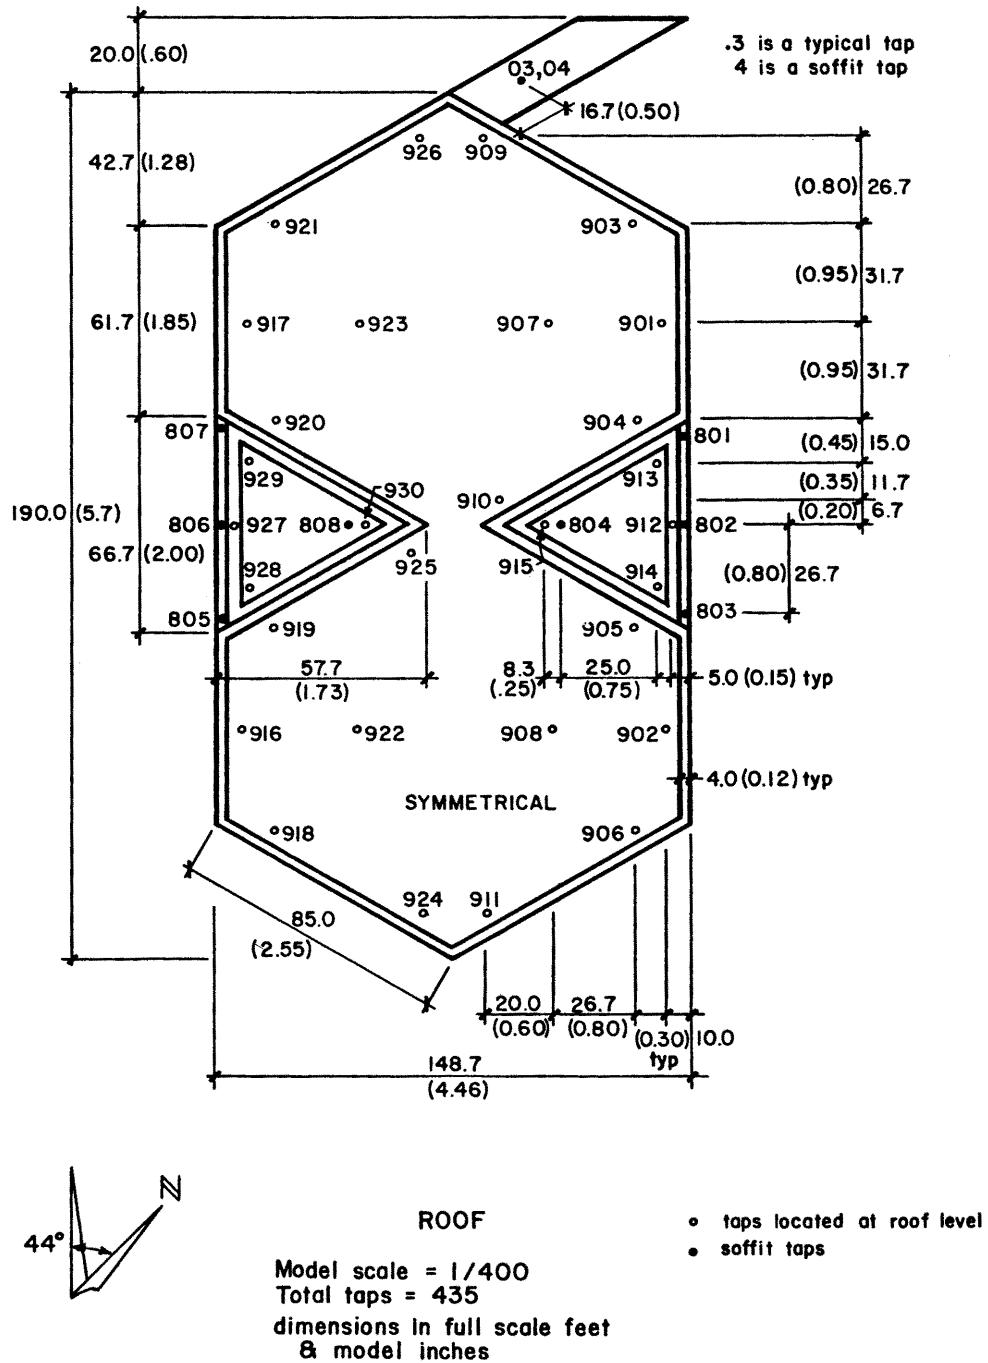 20.0(.60)
.3 is a typical tap
4 is a soffit tap
03,04
16.7(0.50)
42.7(1.28)
926 909
(0.80) 26.7
921 903
(0.95) 31.7
61.7(1.85)
917 923 907 901
(0.95) 31.7
920 904
807 801
(0.45) 15.0
929 913
(0.35) 11.7
930
910
190.0(5.7)
806 927 808 804 912 802
(0.20) 6.7
66.7(2.00)
928 925 915 914
(0.80) 26.7
805 803
919 905
57.7
(1.73)
8.3
(.25)
25.0
(0.75)
5.0(0.15) typ
916 922 908 902
4.0(0.12) typ
SYMMETRICAL
918 906
924 911
85.0
(2.55)
20.0
(0.60)
26.7
(0.80)
(0.30) 10.0
typ
148.7
(4.46)
N
44°
ROOF
taps located at roof level
soffit taps
Model scale = 1/400
Total taps = 435
dimensions in full scale feet
& model inches